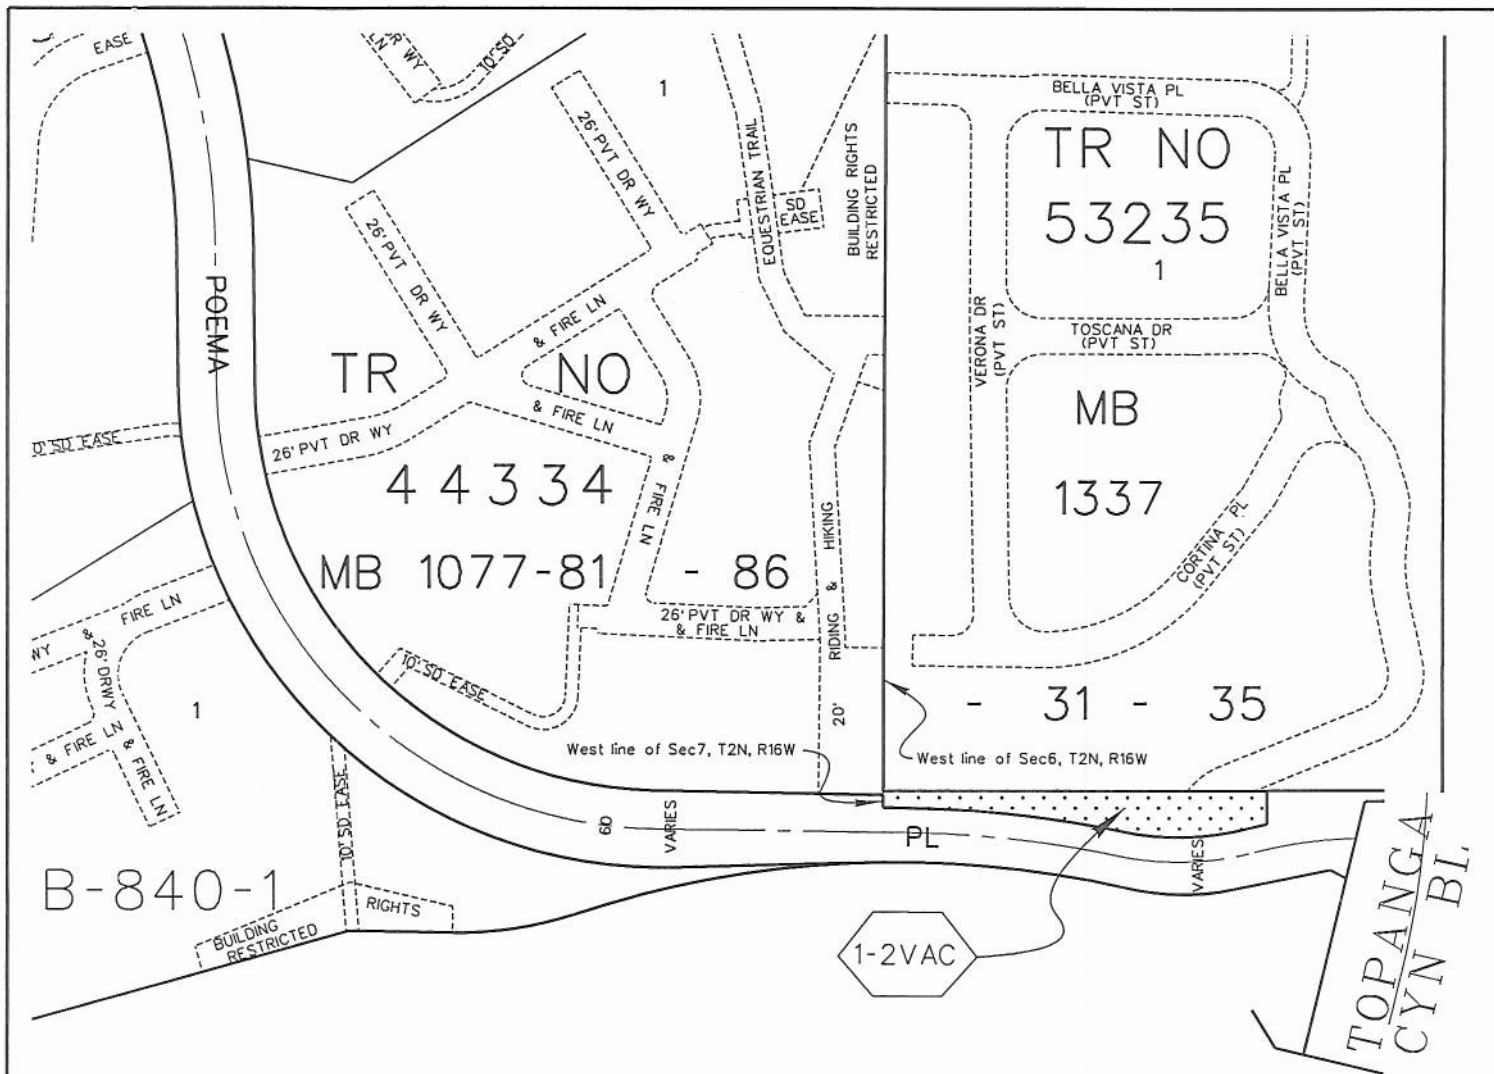 EASE
DR WY
LN
10' SD
1
26' PVT DR WY
EQUESTRIAN TRAIL
SD
EASE
BUILDING RIGHTS
RESTRICTED
BELLA VISTA PL
(PVT ST)
TR NO
53235
1
BELLA VISTA PL
(PVT ST)
VERONA DR
(PVT ST)
TOSCANA DR
(PVT ST)
MB
1337
CORTINA PL
(PVT ST)
- 31 - 35
POEMA
26' PVT DR WY
& FIRE LN
TR NO
& FIRE LN
26' PVT DR WY
0' SD EASE
44334
& FIRE LN
MB 1077-81 - 86
26' PVT DR WY &
& FIRE LN
20' RIDING & HIKING
10' SD EASE
WY & FIRE LN
26' DRWY
& FIRE LN
& FIRE LN
1
West line of Sec7, T2N, R16W
West line of Sec6, T2N, R16W
10' SD EASE
60
VARIES
PL
VARIES
B-840-1
BUILDING RIGHTS
RESTRICTED
1-2VAC
TOPANGA
CYN BL